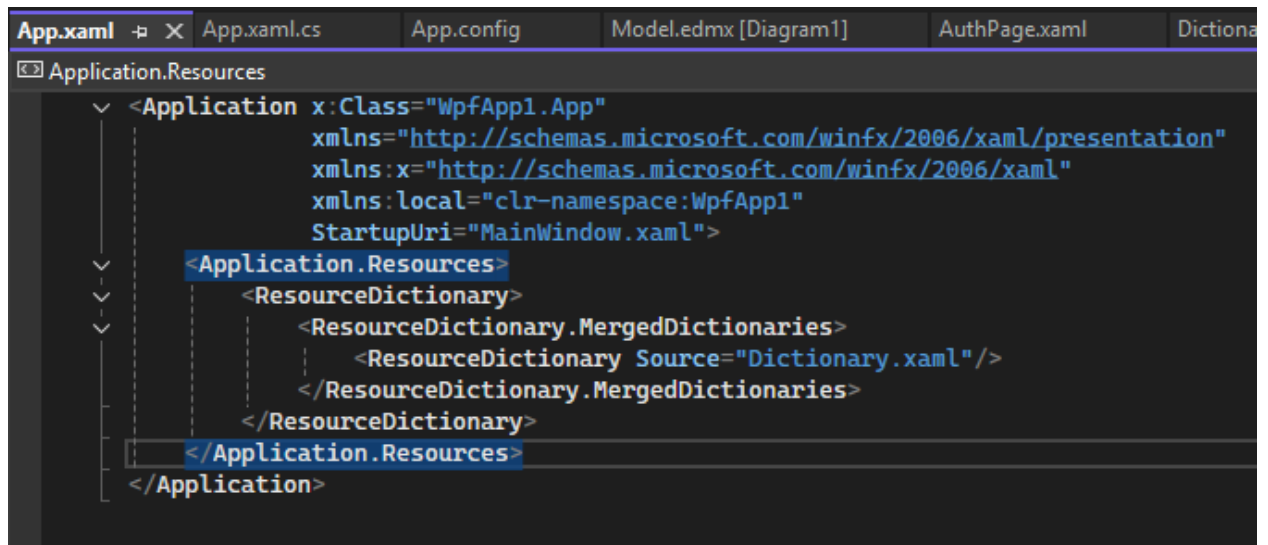 App.xaml App.xaml.cs App.config Model.edmx [Diagram1] AuthPage.xaml Dictiona
Application.Resources
<Application x:Class="WpfApp1.App"
xmlns="http://schemas.microsoft.com/winfx/2006/xaml/presentation"
xmlns:x="http://schemas.microsoft.com/winfx/2006/xaml"
xmlns:local="clr-namespace:WpfApp1"
StartupUri="MainWindow.xaml">
<Application.Resources>
<ResourceDictionary>
<ResourceDictionary.MergedDictionaries>
<ResourceDictionary Source="Dictionary.xaml"/>
</ResourceDictionary.MergedDictionaries>
</ResourceDictionary>
</Application.Resources>
</Application>